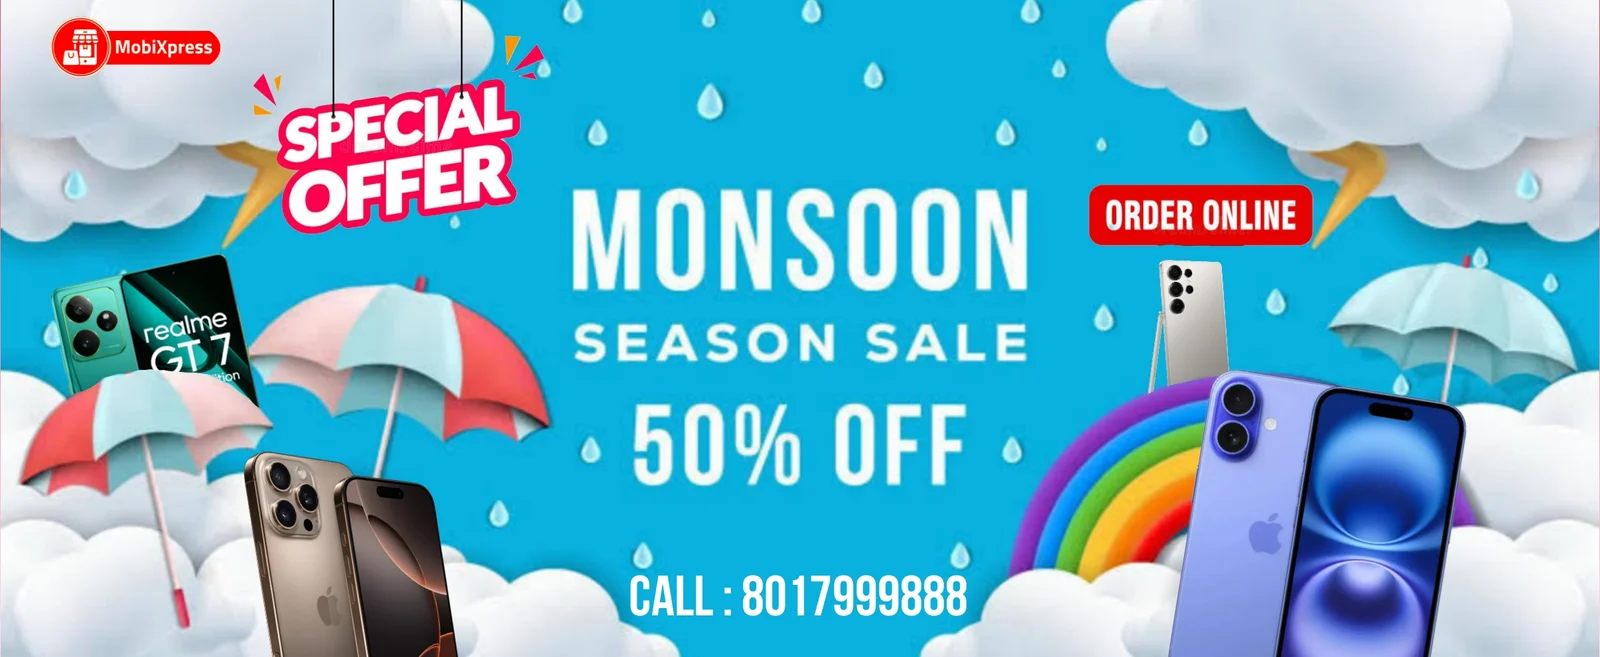 MobiXpress
SPECIAL
OFFER
MONSOON
SEASON SALE
50% OFF
CALL : 8017999888
ORDER ONLINE
realme
GT 7